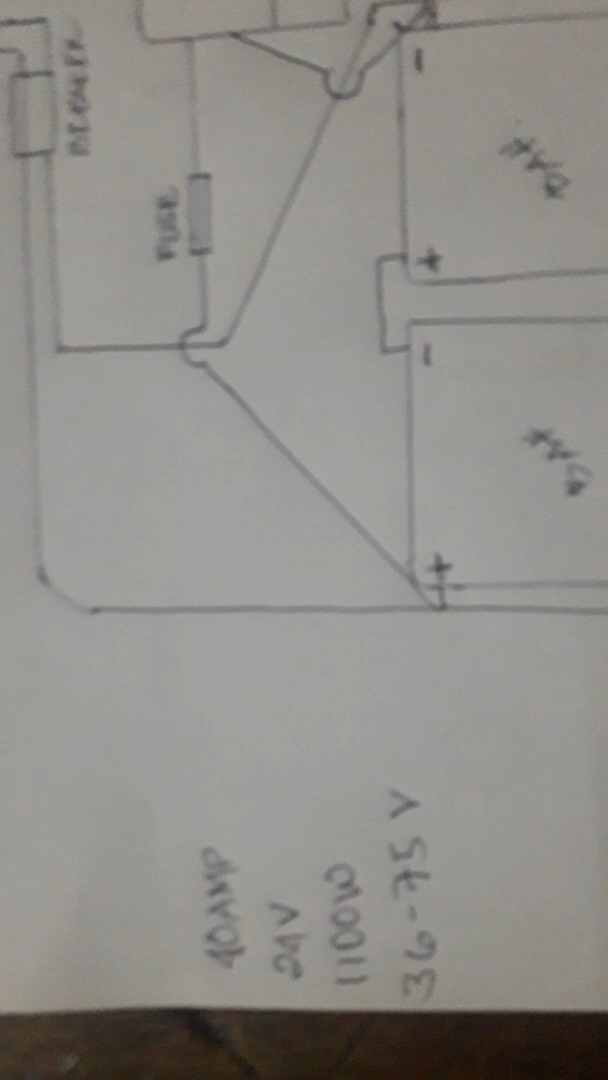 BREAKER
FUSE
-
+
-
+
40AMP
24V
1100W
36-75 V